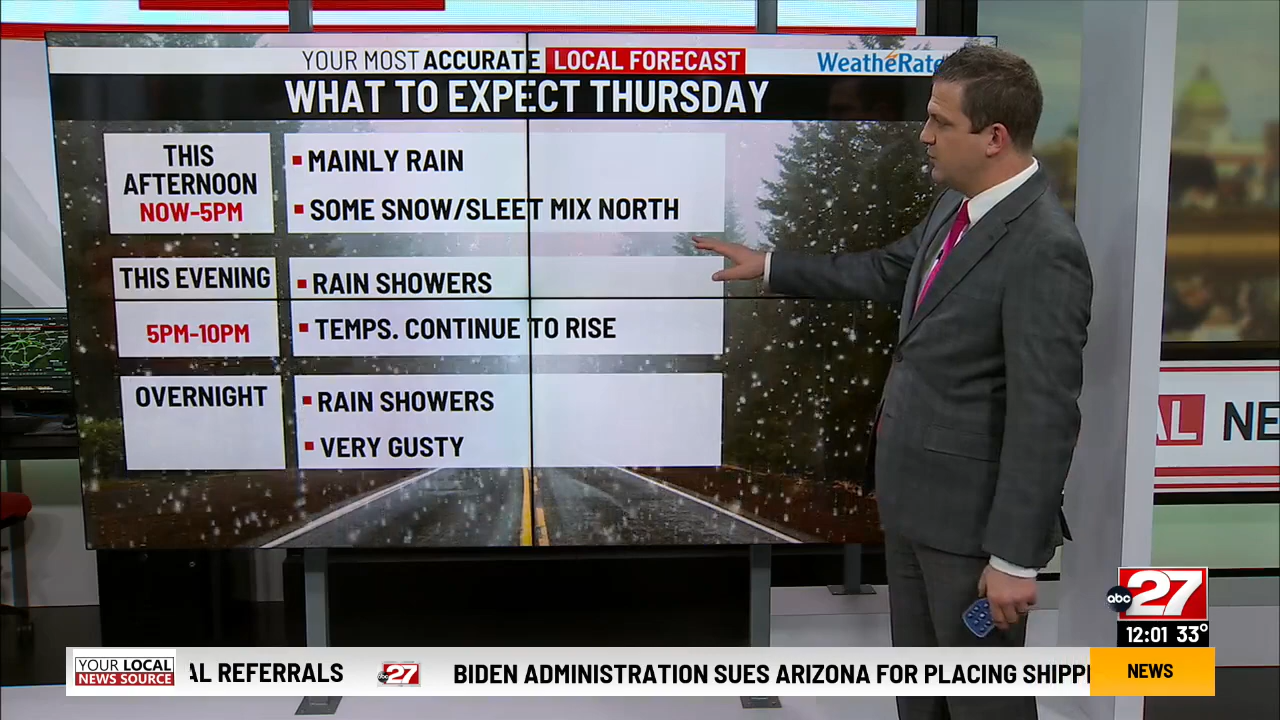 YOUR MOST ACCURATE LOCAL FORECAST
WeatheRate
WHAT TO EXPECT THURSDAY
THIS
AFTERNOON
NOW-5PM
MAINLY RAIN
SOME SNOW/SLEET MIX NORTH
THIS EVENING
5PM-10PM
RAIN SHOWERS
TEMPS. CONTINUE TO RISE
OVERNIGHT
RAIN SHOWERS
VERY GUSTY
AL NE
abc 27
12:01 33°
YOUR LOCAL
NEWS SOURCE
AL REFERRALS
abc 27
BIDEN ADMINISTRATION SUES ARIZONA FOR PLACING SHIPP
NEWS